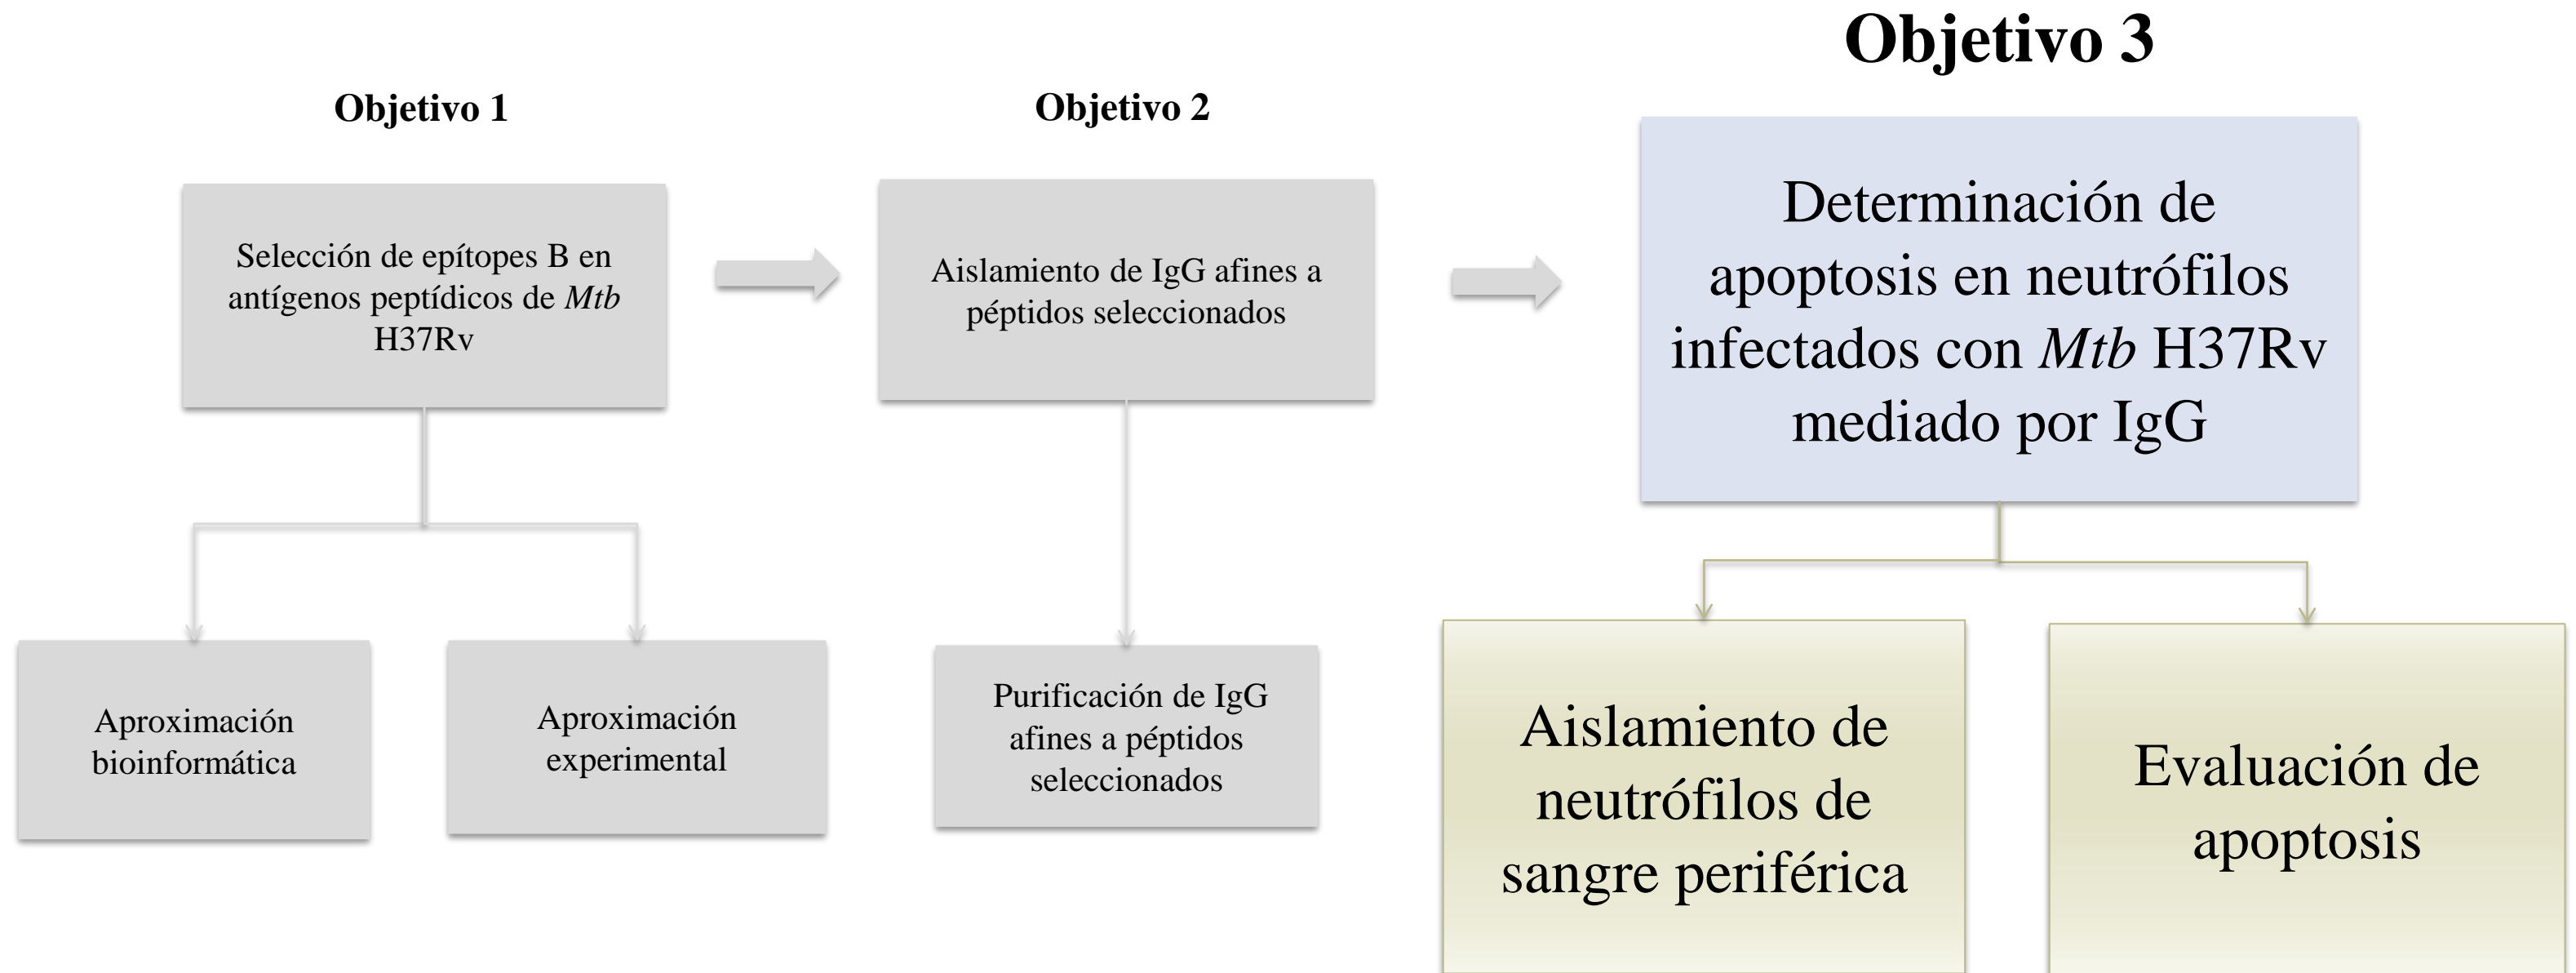 Objetivo 1
Selección de epítopes B en
antígenos peptídicos de Mtb
H37Rv
Aproximación
bioinformática
Aproximación
experimental
Objetivo 2
Aislamiento de IgG afines a
péptidos seleccionados
Purificación de IgG
afines a péptidos
seleccionados
Objetivo 3
Determinación de
apoptosis en neutrófilos
infectados con Mtb H37Rv
mediado por IgG
Aislamiento de
neutrófilos de
sangre periférica
Evaluación de
apoptosis